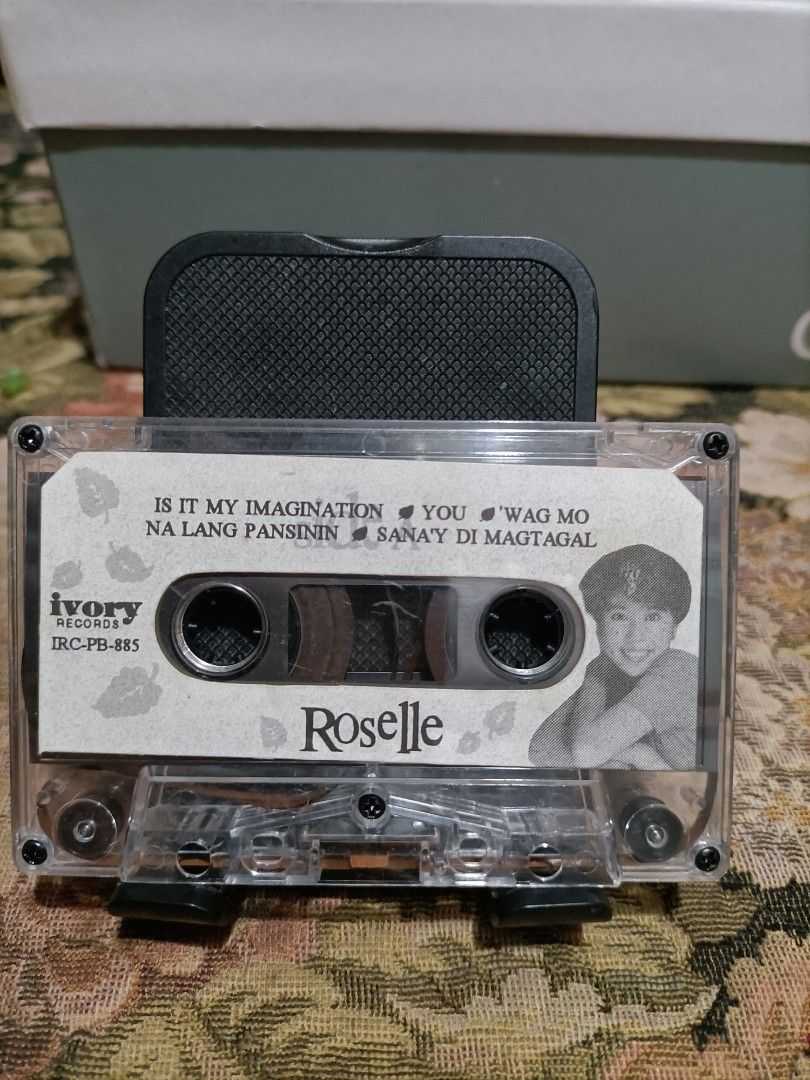 IS IT MY IMAGINATION YOU 'WAG MO
NA LANG PANSININ SANA'Y DI MAGTAGAL
side A
ivory
RECORDS
IRC-PB-885
Roselle